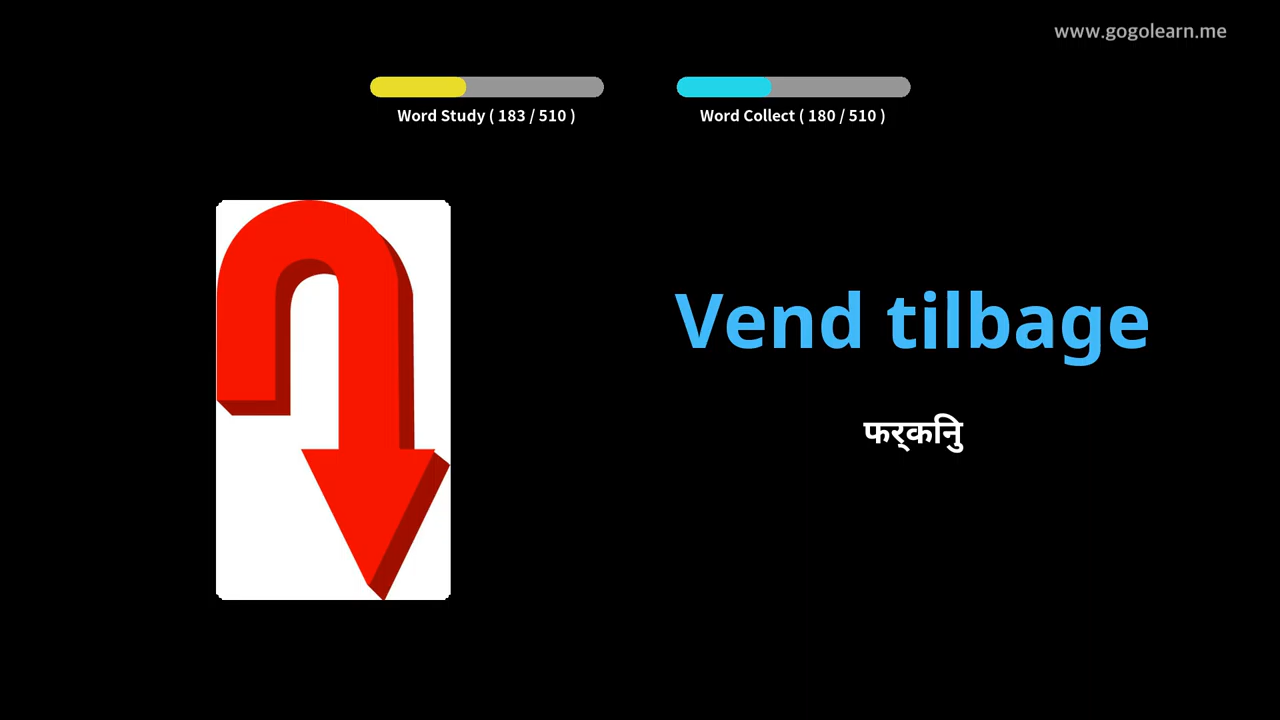 www.gogolearn.me
Word Study ( 183 / 510 )
Word Collect ( 180 / 510 )
Vend tilbage
फर्कनु